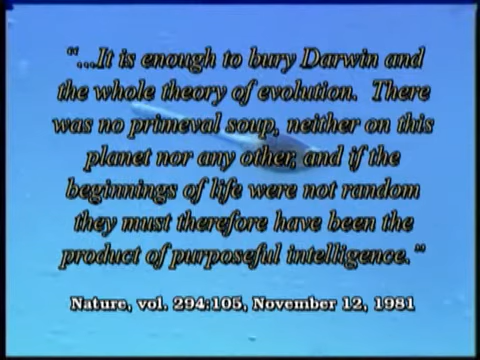 “...It is enough to bury Darwin and
the whole theory of evolution. There
was no primeval soup, neither on this
planet nor any other, and if the
beginnings of life were not random
they must therefore have been the
product of purposeful intelligence.”
Nature, vol. 294:105, November 12, 1981